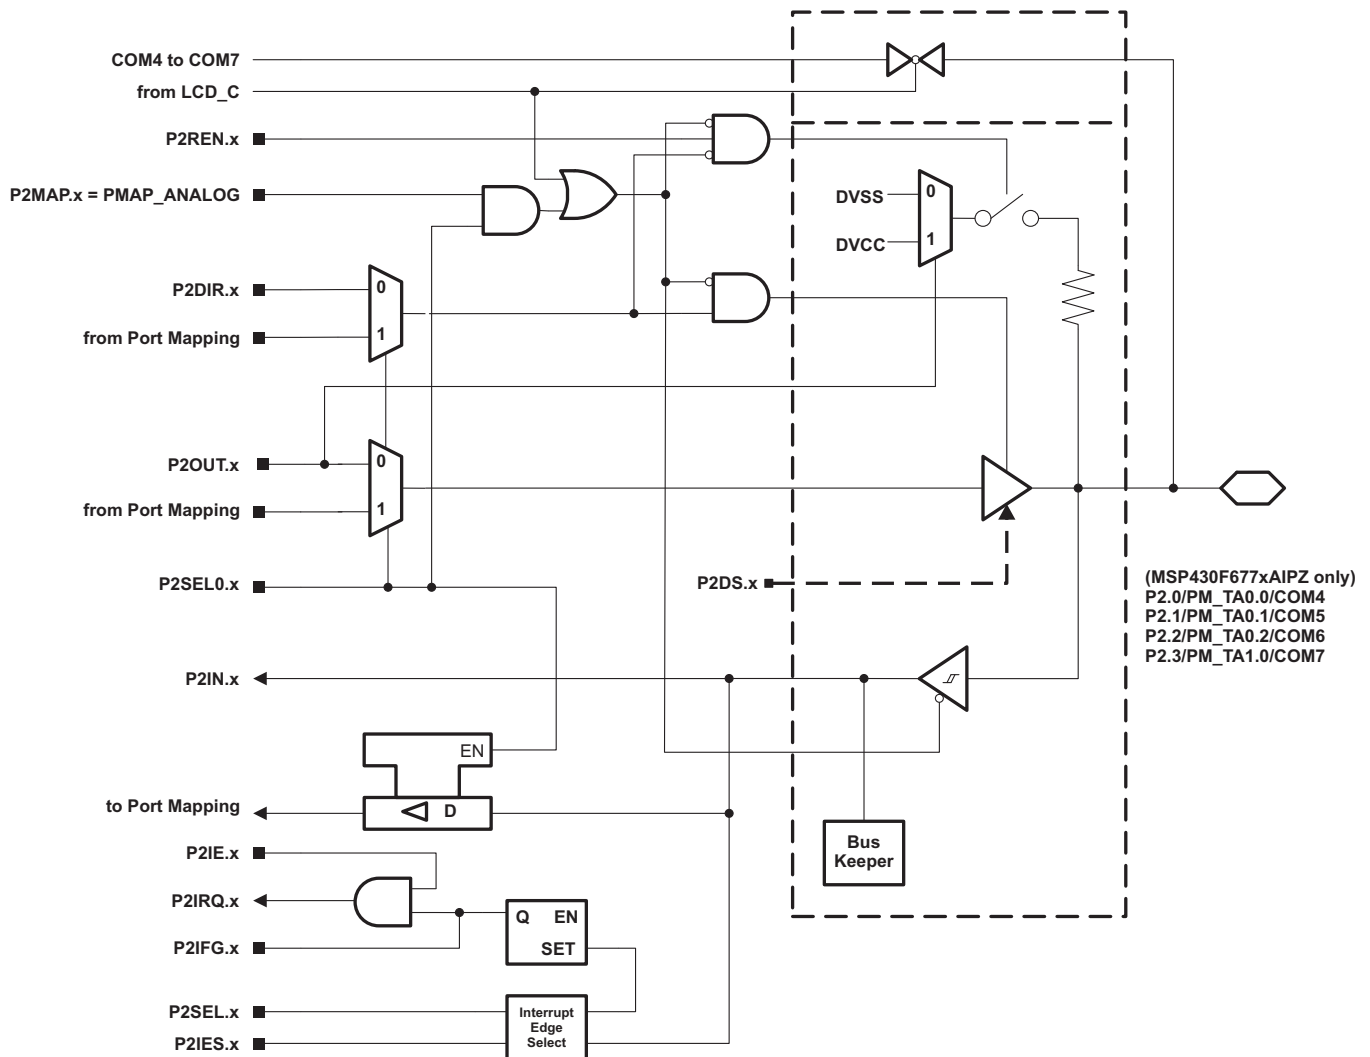 COM4 to COM7
from LCD_C
P2REN.x
P2MAP.x = PMAP_ANALOG
DVSS
0
DVCC
1
P2DIR.x
0
from Port Mapping
1
P2OUT.x
0
from Port Mapping
1
P2SEL0.x
P2DS.x
(MSP430F677xAIPZ only)
P2.0/PM_TA0.0/COM4
P2.1/PM_TA0.1/COM5
P2.2/PM_TA0.2/COM6
P2.3/PM_TA1.0/COM7
P2IN.x
EN
to Port Mapping
D
Bus
Keeper
P2IE.x
P2IRQ.x
Q EN
SET
P2IFG.x
P2SEL.x
P2IES.x
Interrupt
Edge
Select